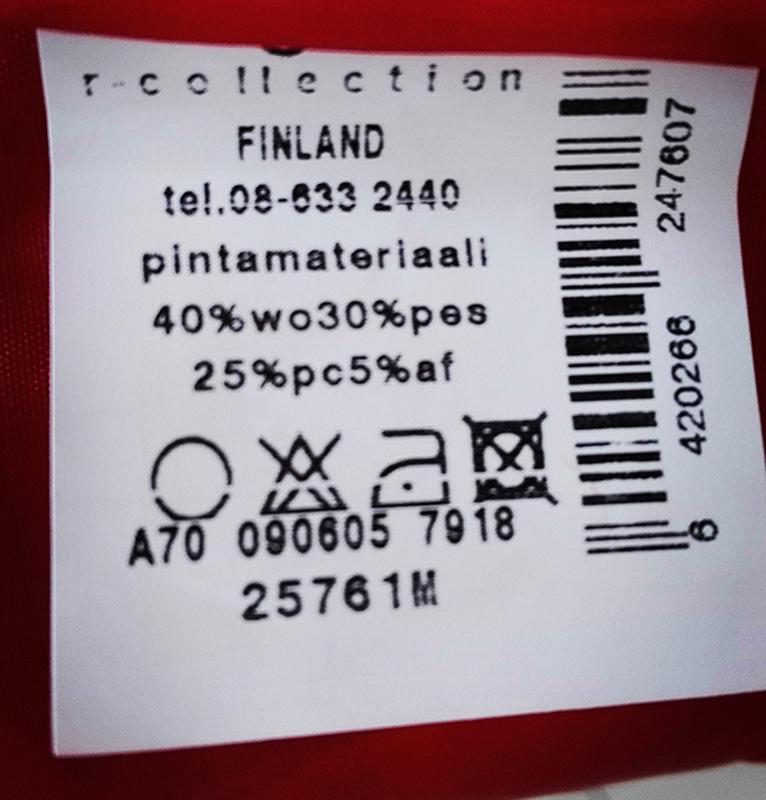 r-collection
FINLAND
tel.08-633 2440
pintamateriaali
40%wo30%pes
25%pc5%af
A70 090605 7918
25761M
6 420266 247607